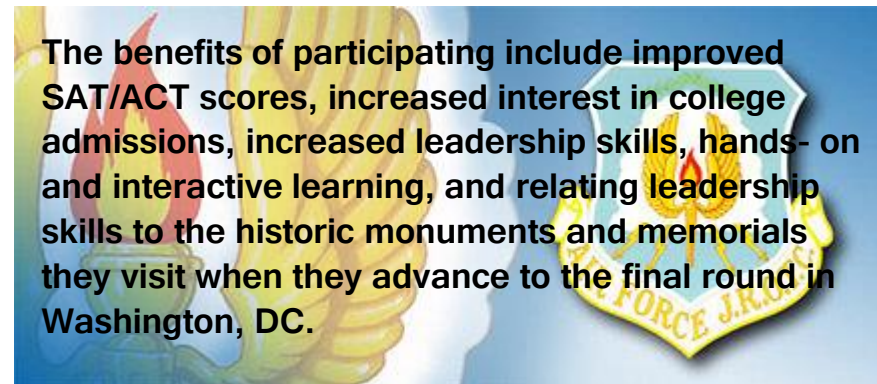 The benefits of participating include improved
SAT/ACT scores, increased interest in college
admissions, increased leadership skills, hands- on
and interactive learning, and relating leadership
skills to the historic monuments and memorials
they visit when they advance to the final round in
Washington, DC.
AIR FORCE J.R.O.T.C.